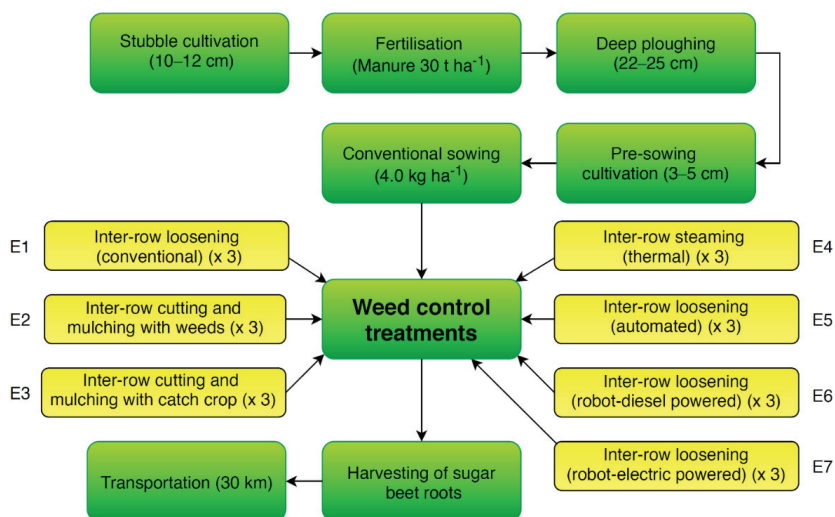 Stubble cultivation
(10–12 cm)
Fertilisation
(Manure 30 t ha⁻¹)
Deep ploughing
(22–25 cm)
Conventional sowing
(4.0 kg ha⁻¹)
Pre-sowing
cultivation (3–5 cm)
E1
Inter-row loosening
(conventional) (x 3)
E2
Inter-row cutting and
mulching with weeds (x 3)
E3
Inter-row cutting and
mulching with catch crop (x 3)
Weed control
treatments
Inter-row steaming
(thermal) (x 3)
E4
Inter-row loosening
(automated) (x 3)
E5
Inter-row loosening
(robot-diesel powered) (x 3)
E6
Inter-row loosening
(robot-electric powered) (x 3)
E7
Transportation (30 km)
Harvesting of sugar
beet roots